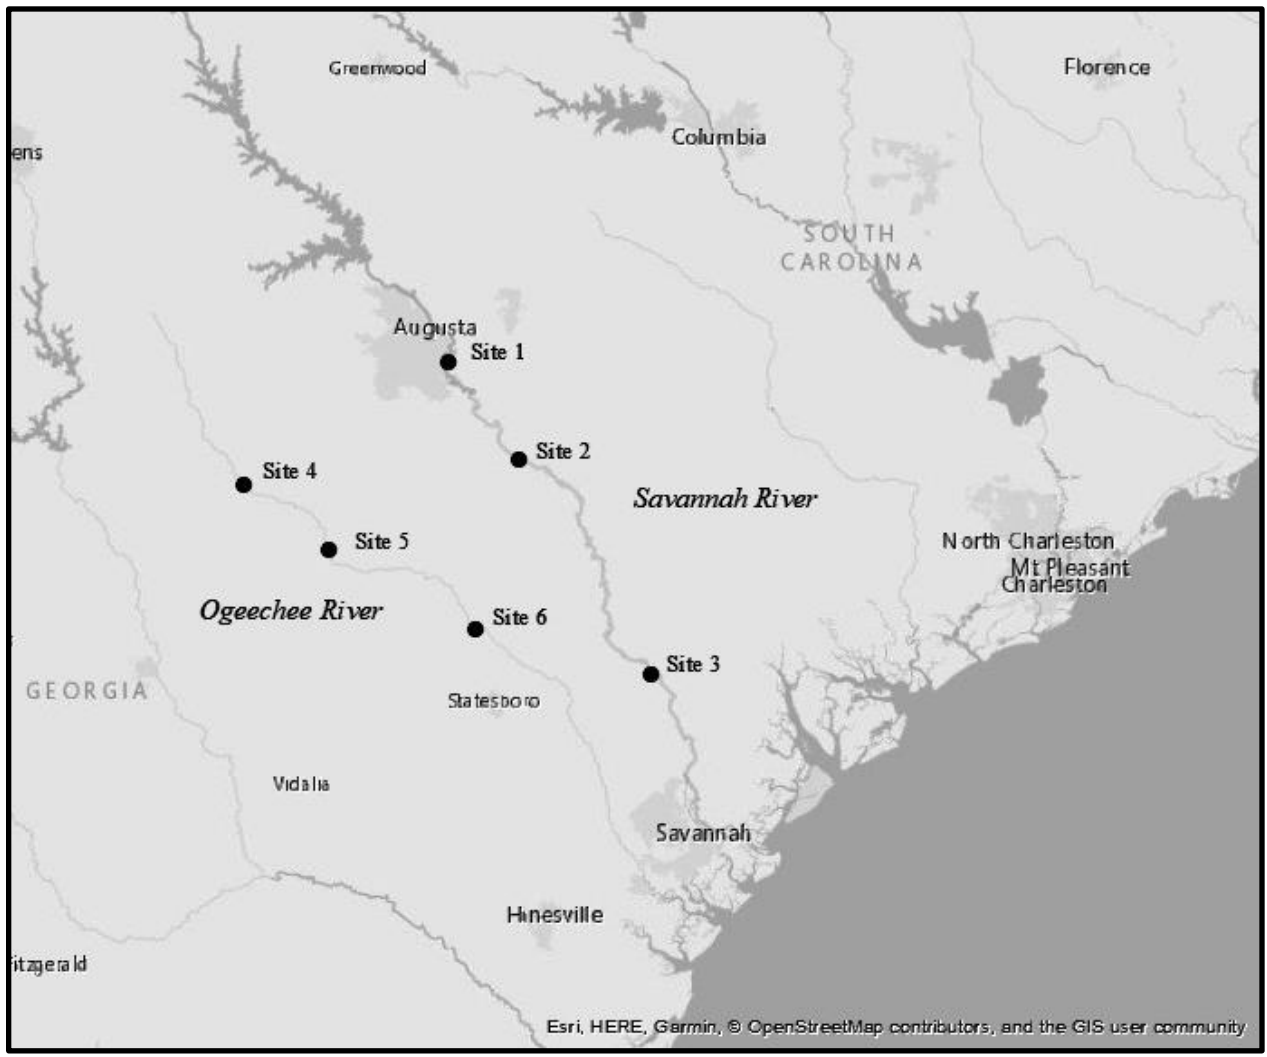 Greenwood
Florence
Columbia
ens
SOUTH
CAROLINA
Augusta
Site 1
Site 2
Site 4
Savannah River
Site 5
North Charleston
Mt Pleasant
Charleston
Ogeechee River
Site 6
Site 3
GEORGIA
Statesboro
Vidalia
Savannah
Hinesville
itzgerald
Esri, HERE, Garmin, © OpenStreetMap contributors, and the GIS user community